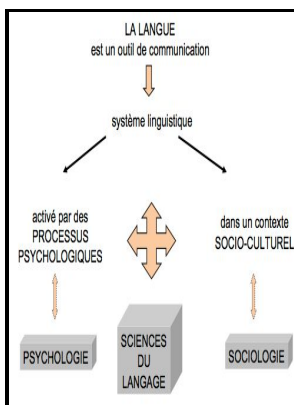 LA LANGUE
est un outil de communication
système linguistique
activé par des
PROCESSUS
PSYCHOLOGIQUES
dans un contexte
SOCIO-CULTUREL
PSYCHOLOGIE
SCIENCES
DU
LANGAGE
SOCIOLOGIE